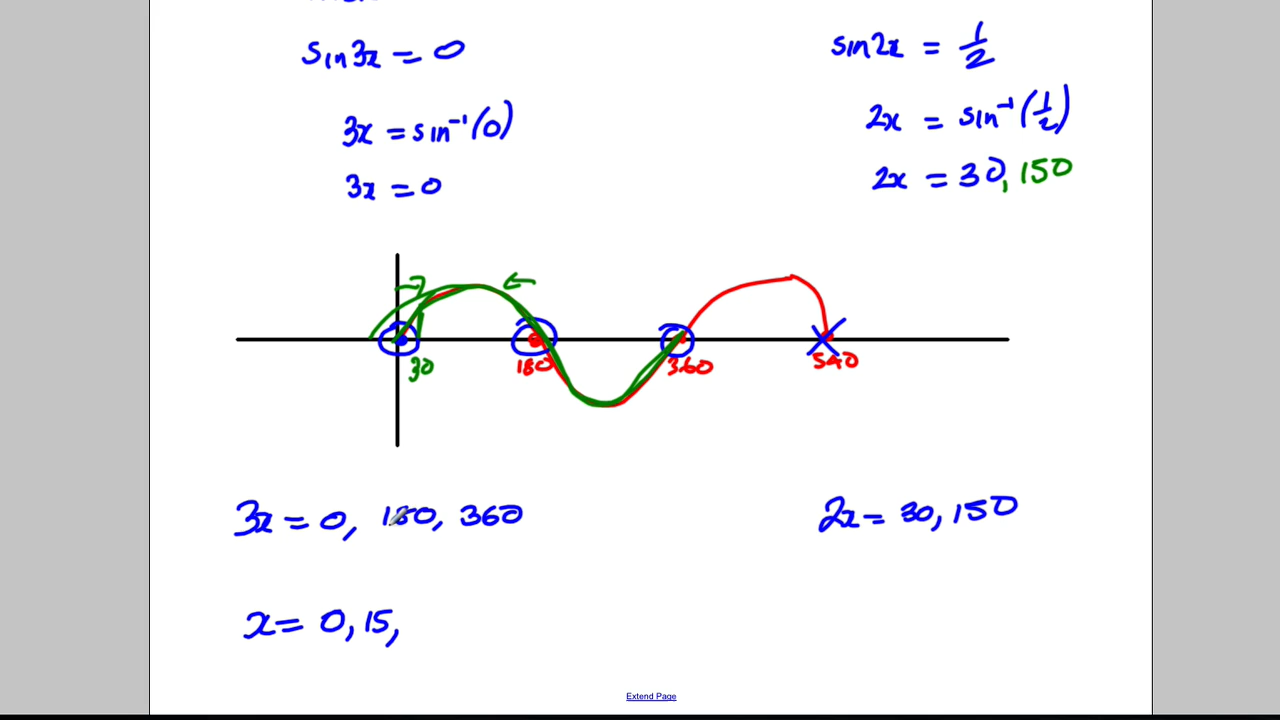 sin3x = 0
3x = sin⁻¹(0)
3x = 0
sin2x = 1/2
2x = sin⁻¹(1/2)
2x = 30, 150
30 180 360 540
3x = 0, 180, 360
2x = 30, 150
x = 0, 15,
Extend Page